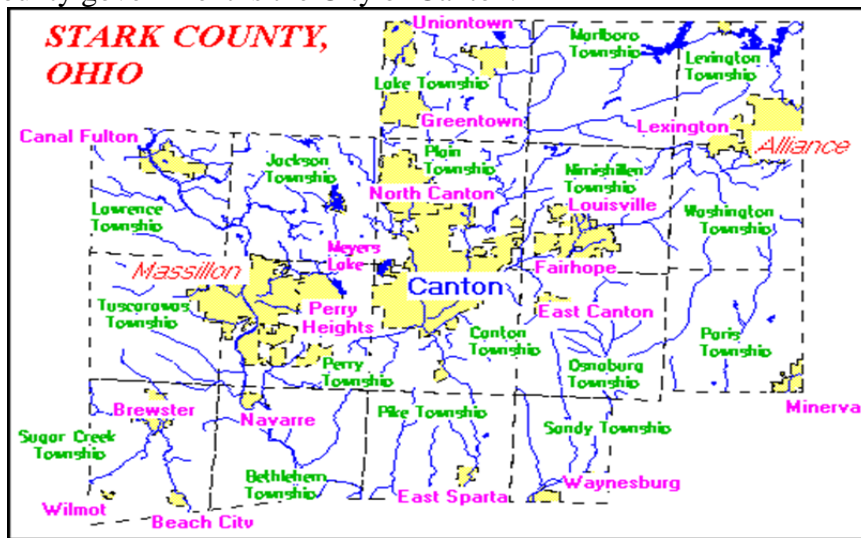 STARK COUNTY,
OHIO
Uniontown
Marlboro
Township
Lexington
Township
Lake Township
Greentown
Lexington
Alliance
Canal Fulton
Jackson
Township
Plain
Township
North Canton
Nimishillen
Township
Louisville
Washington
Township
Lawrence
Township
Meyers
Lake
Massillon
Fairhope
Canton
Tuscarawas
Township
Perry
Heights
East Canton
Canton
Township
Paris
Township
Perry
Township
Osnaburg
Township
Minerva
Brewster
Navarre
Pike Township
Sandy Township
Sugar Creek
Township
Bethlehem
Township
East Sparta
Waynesburg
Wilmot
Beach City